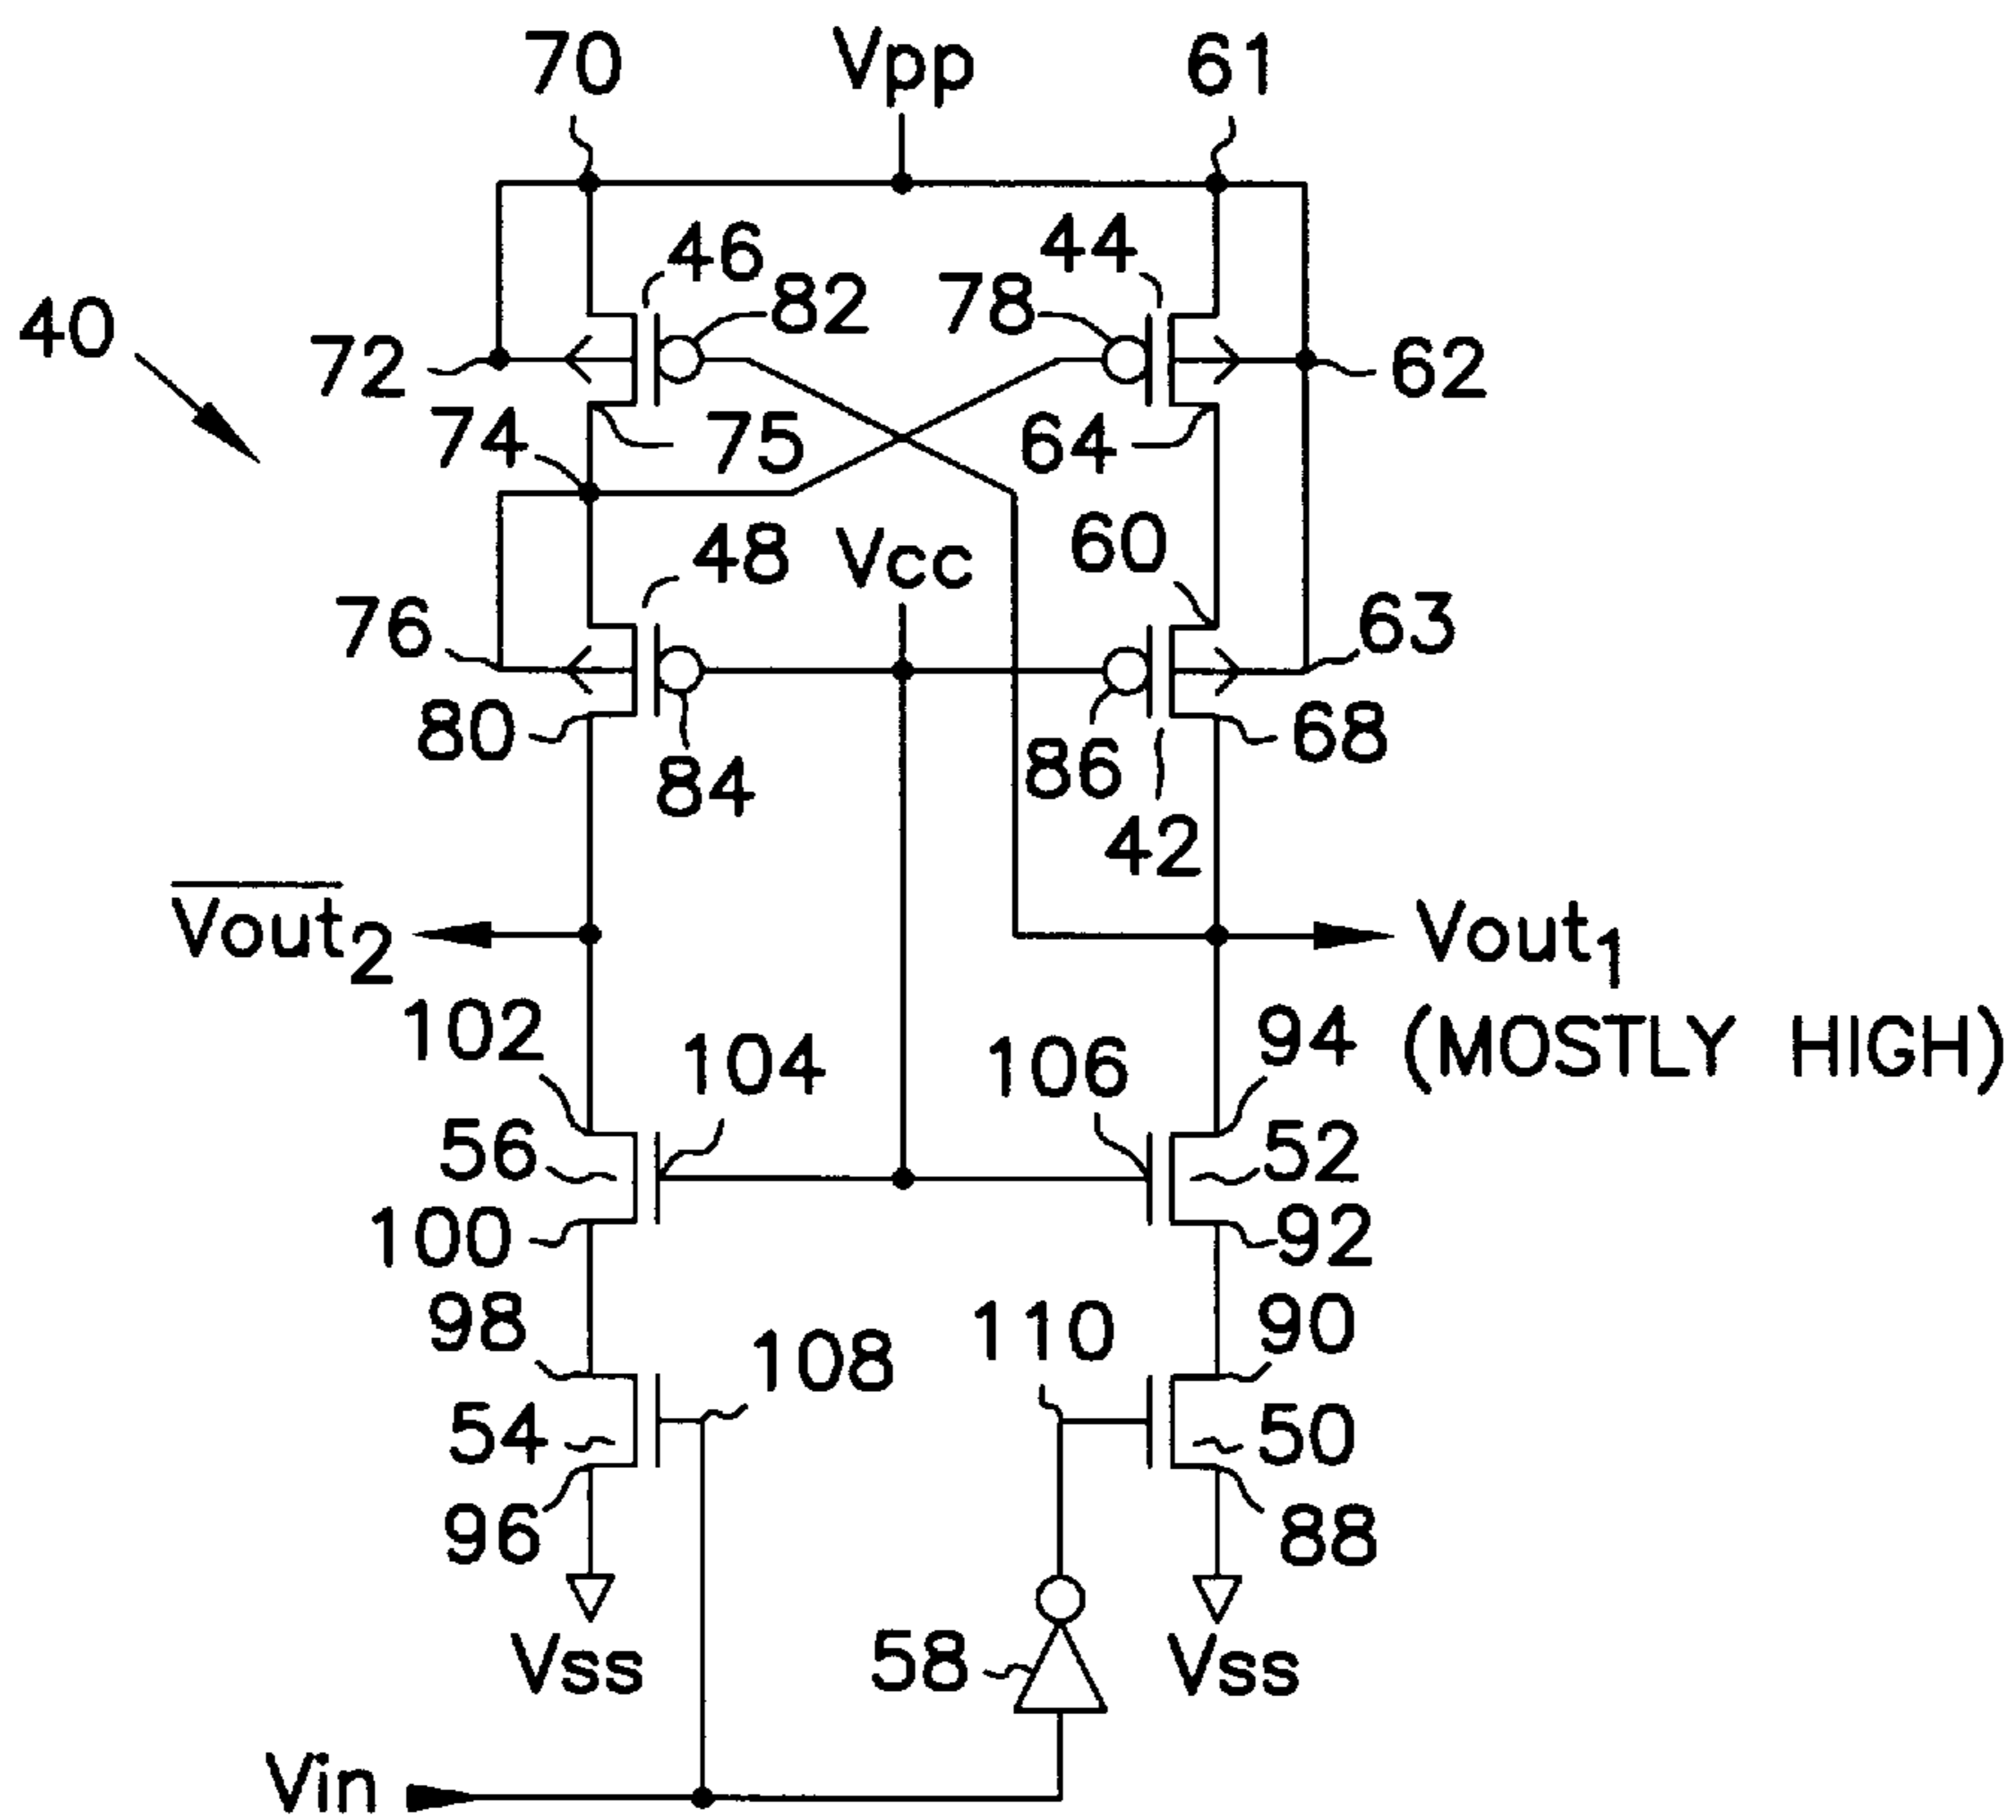 70 Vpp 61
46 44
82 78
40
72 62
74 75 64
48 Vcc 60
76 63
80 68
84 86
42
Vout2 Vout1
(MOSTLY HIGH)
102 94
104 106
56 52
100 92
98 90
108 110
54 50
96 88
Vss 58 Vss
Vin